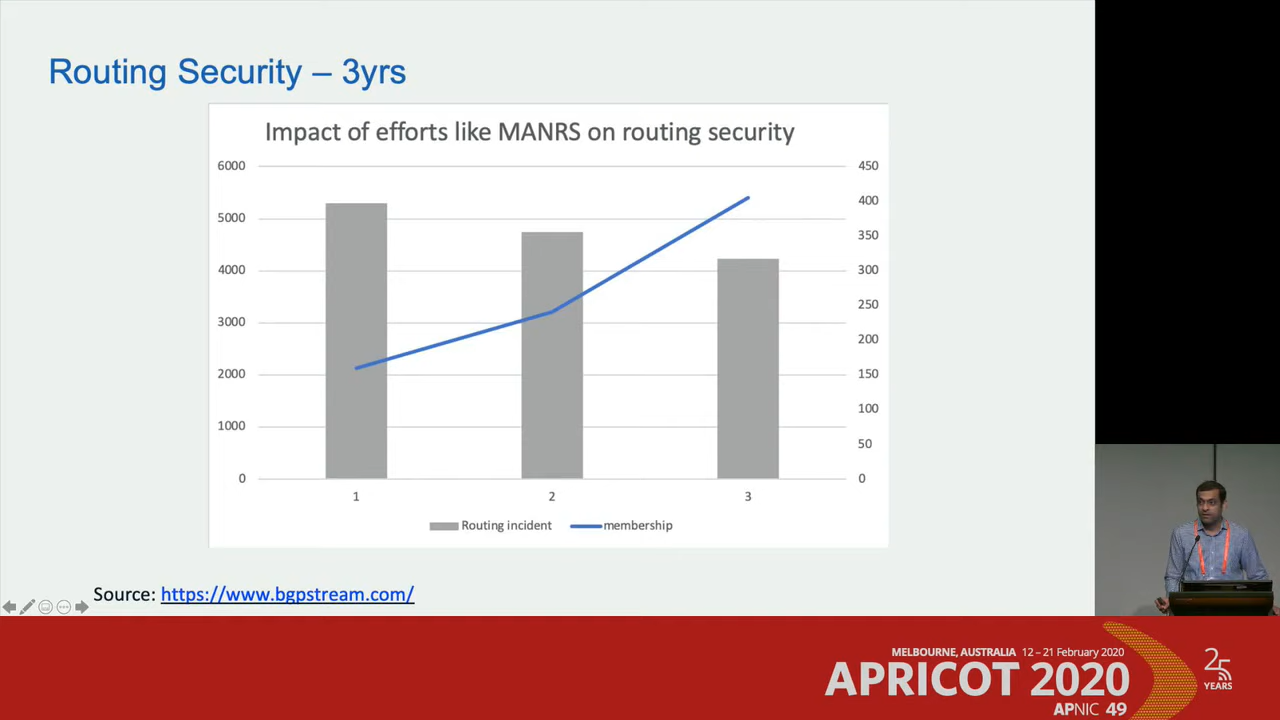 Routing Security – 3yrs
Impact of efforts like MANRS on routing security
6000
5000
4000
3000
2000
1000
0
450
400
350
300
250
200
150
100
50
0
1
2
3
Routing incident
membership
Source: https://www.bgpstream.com/
MELBOURNE, AUSTRALIA 12 – 21 February 2020
APRICOT 2020
APNIC 49
25
YEARS